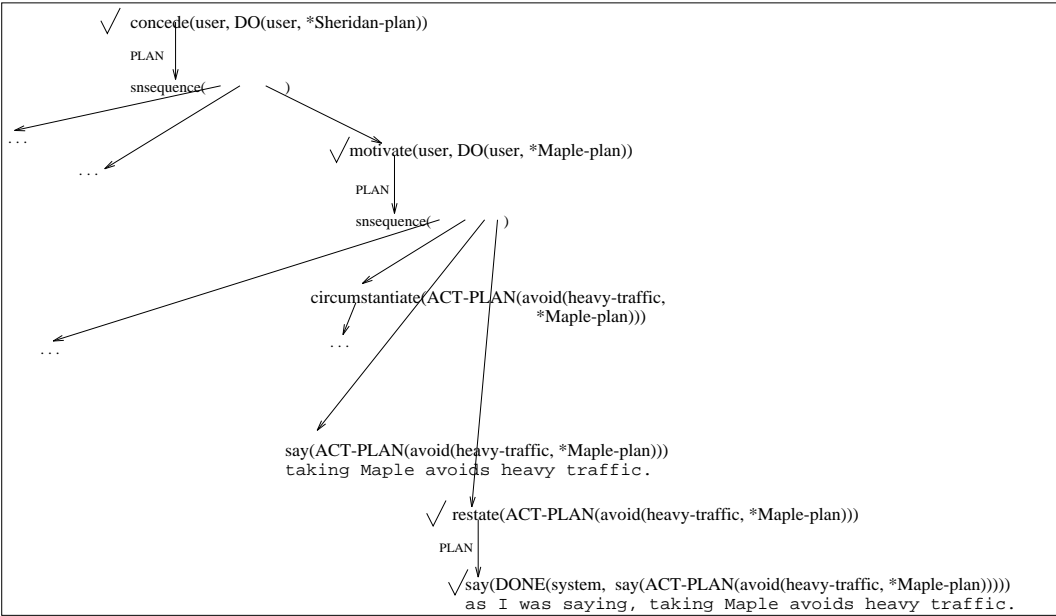 concede(user, DO(user, *Sheridan-plan))
PLAN
snsequence( )
. . .
. . .
motivate(user, DO(user, *Maple-plan))
PLAN
snsequence( )
circumstantiate(ACT-PLAN(avoid(heavy-traffic,
*Maple-plan)))
. . .
. . .
say(ACT-PLAN(avoid(heavy-traffic, *Maple-plan)))
taking Maple avoids heavy traffic.
restate(ACT-PLAN(avoid(heavy-traffic, *Maple-plan)))
PLAN
say(DONE(system, say(ACT-PLAN(avoid(heavy-traffic, *Maple-plan)))))
as I was saying, taking Maple avoids heavy traffic.